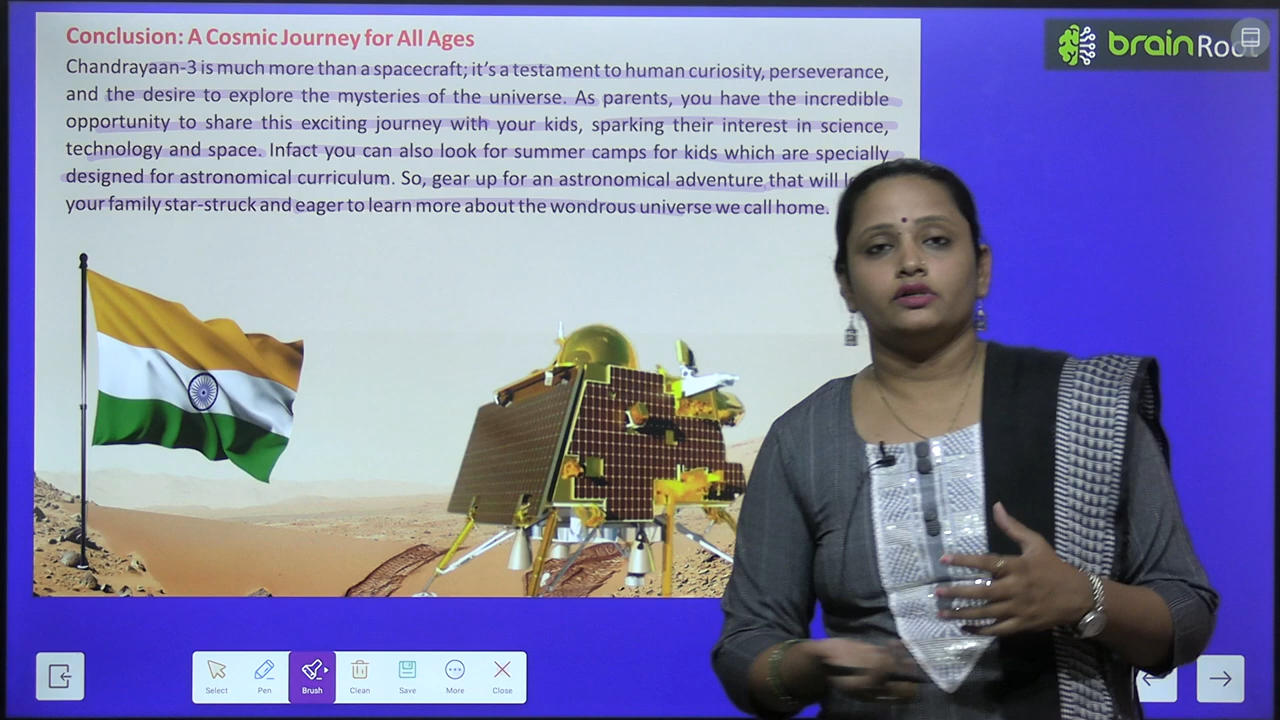 Conclusion: A Cosmic Journey for All Ages
Chandrayaan-3 is much more than a spacecraft; it's a testament to human curiosity, perseverance,
and the desire to explore the mysteries of the universe. As parents, you have the incredible
opportunity to share this exciting journey with your kids, sparking their interest in science,
technology and space. Infact you can also look for summer camps for kids which are specially
designed for astronomical curriculum. So, gear up for an astronomical adventure that will
your family star-struck and eager to learn more about the wondrous universe we call home.
brain
Select Pen Brush Clean Save More Close